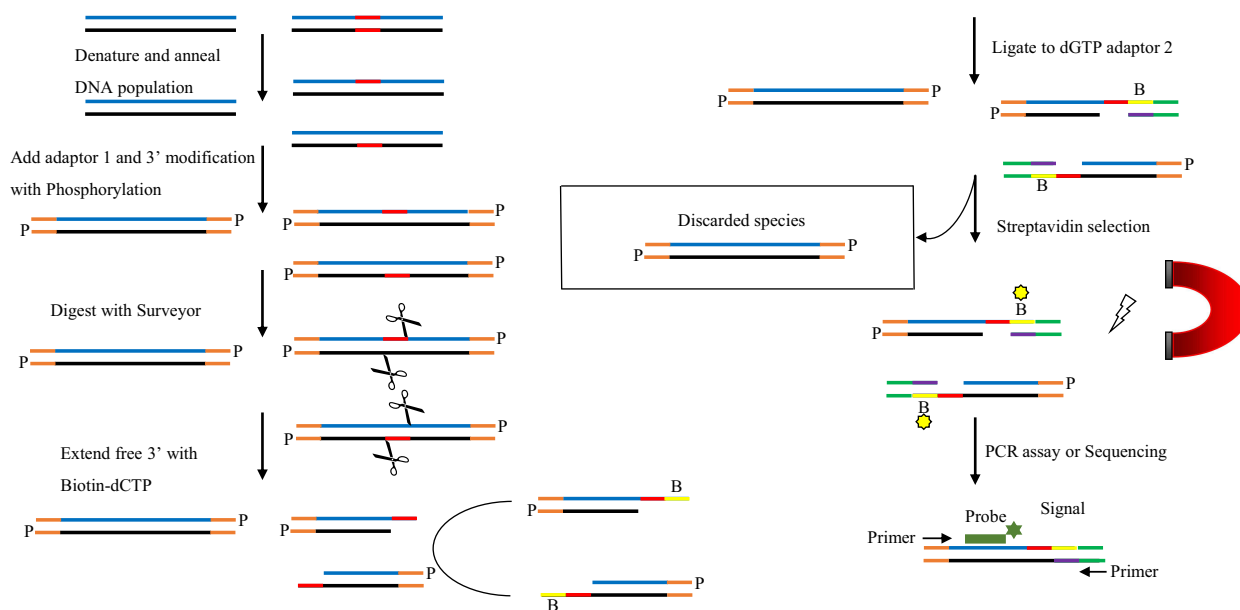 Denature and anneal
DNA population
Add adaptor 1 and 3’ modification
with Phosphorylation
P
P
Digest with Surveyor
P
P
P
P
P
P
P
P
Extend free 3’ with
Biotin-dCTP
P
P
P
P
P
P
P
P
B
P
B
P
Ligate to dGTP adaptor 2
P
P
B
P
P
B
Discarded species
P
P
Streptavidin selection
B
P
P
B
PCR assay or Sequencing
Probe
Signal
Primer
Primer